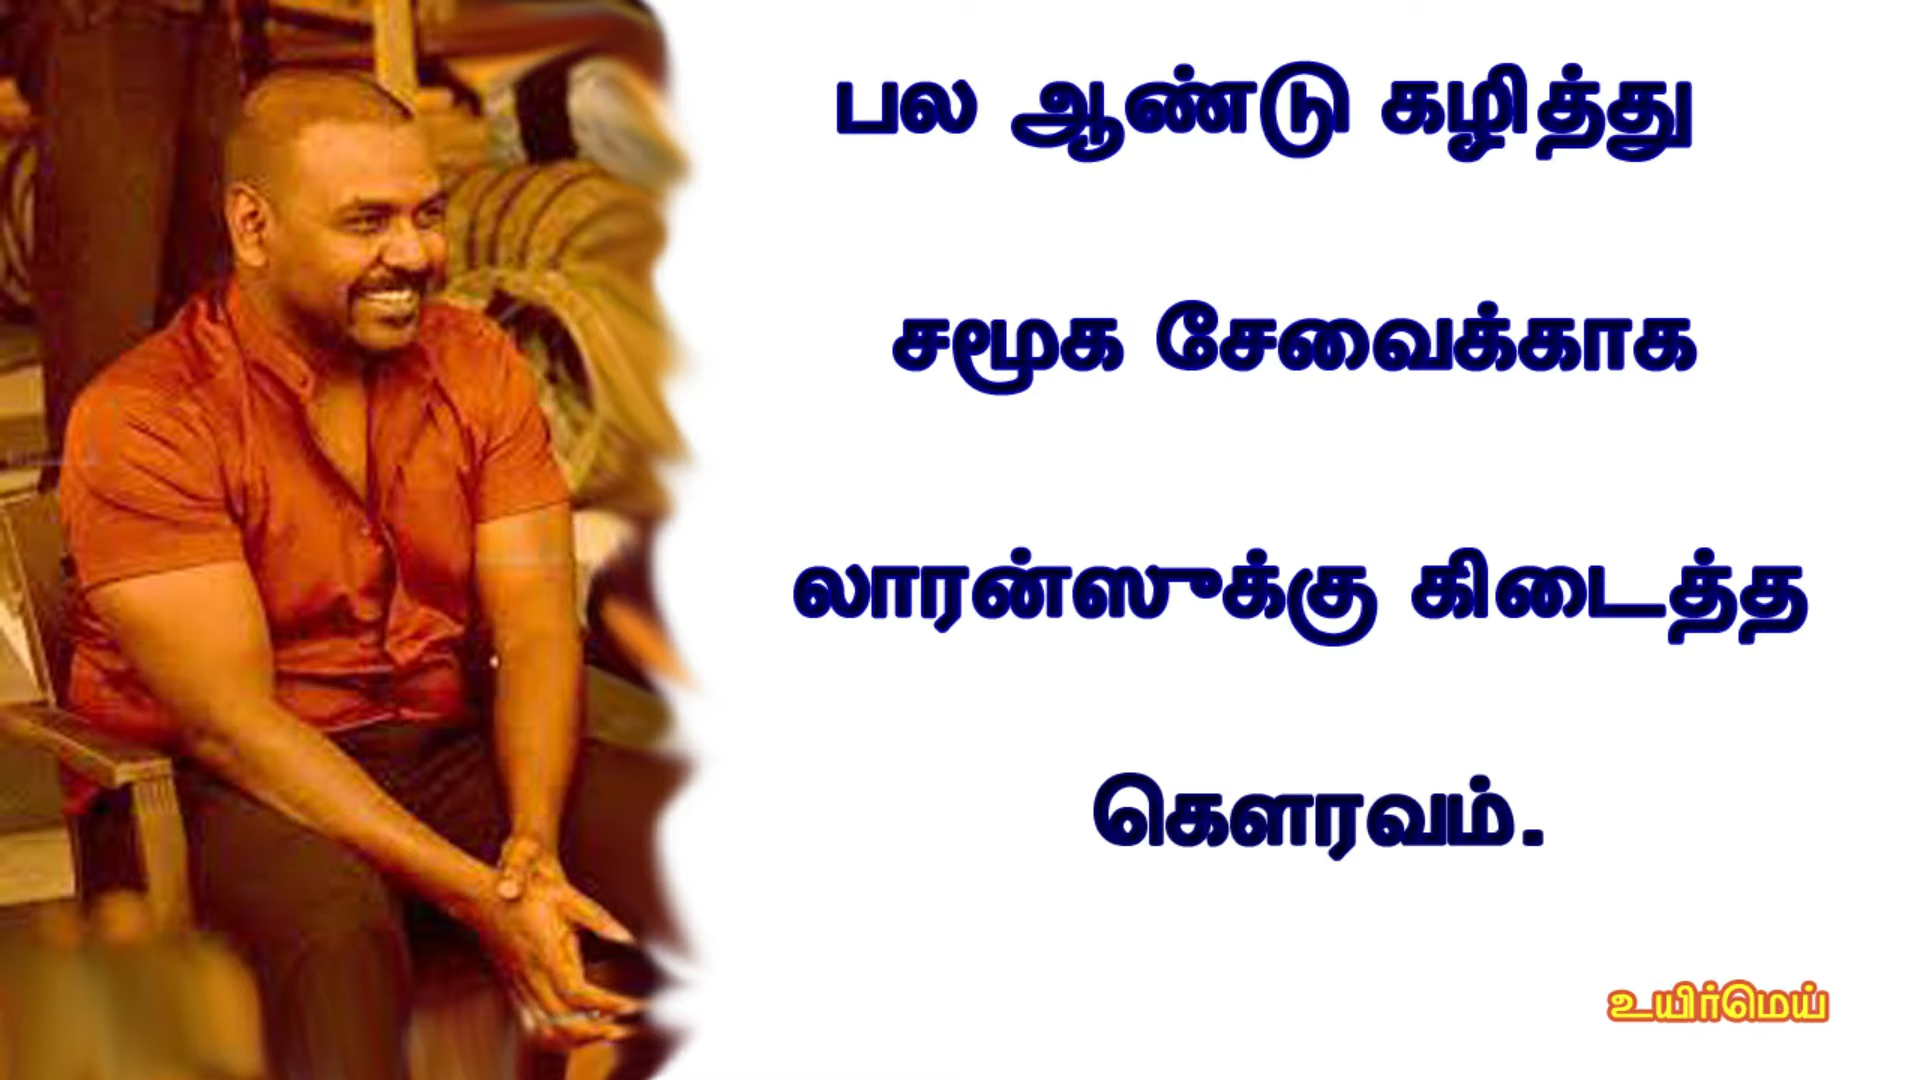 பல ஆண்டு கழித்து
சமூக சேவைக்காக
லாரன்ஸுக்கு கிடைத்த
கௌரவம்.
உயிர்மெய்